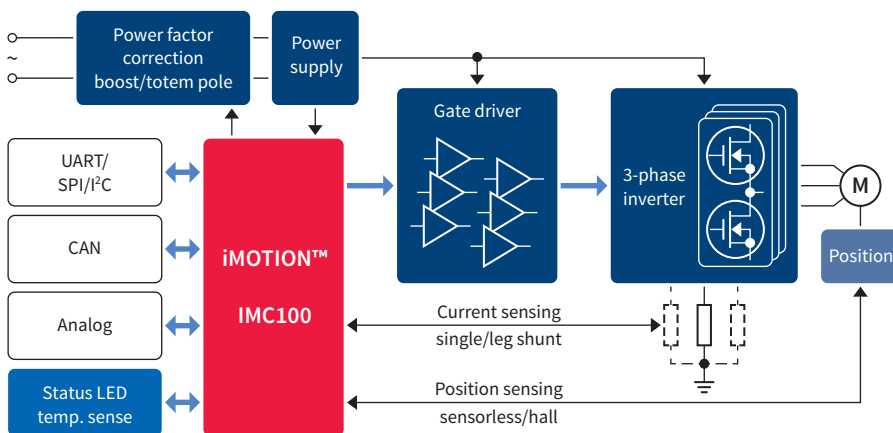 Power factor
correction
boost/totem pole
Power
supply
~
Gate driver
3-phase
inverter
M
Position
UART/
SPI/I²C
CAN
Analog
Status LED
temp. sense
iMOTION™
IMC100
Current sensing
single/leg shunt
Position sensing
sensorless/hall